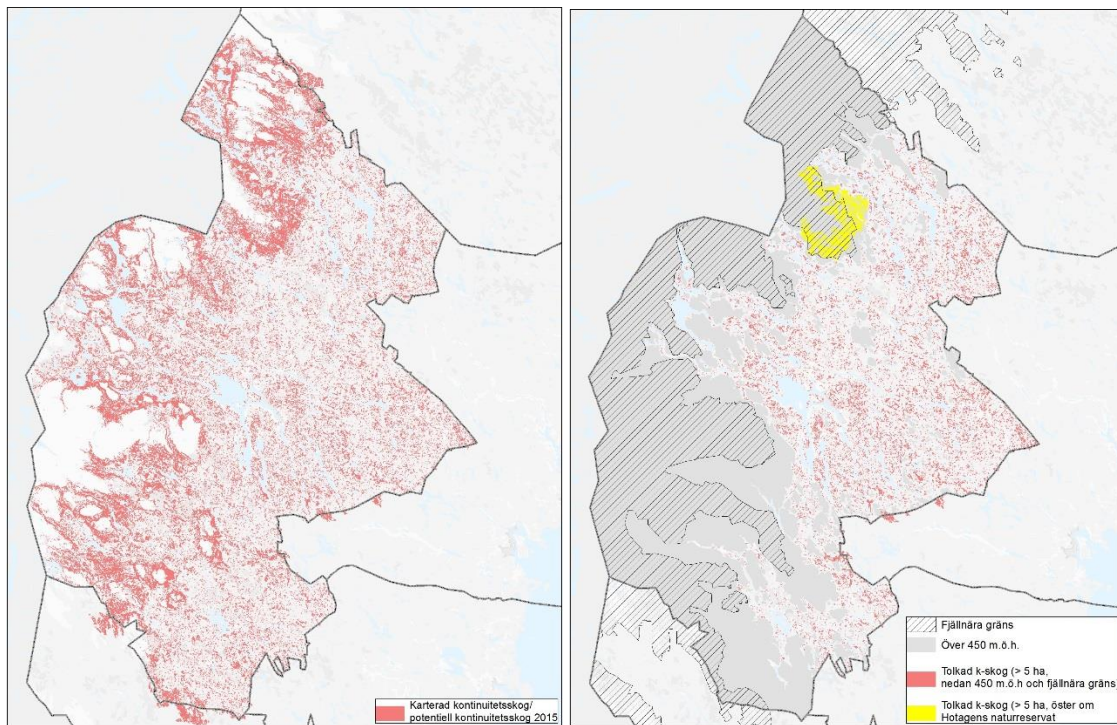 Karterad kontinuitetsskog/
potentiell kontinuitetsskog 2015
Fjällnära gräns
Över 450 m.ö.h.
Tolkad k-skog (> 5 ha,
nedan 450 m.ö.h och fjällnära gräns
Tolkad k-skog (> 5 ha, öster om
Hotagens naturreservat